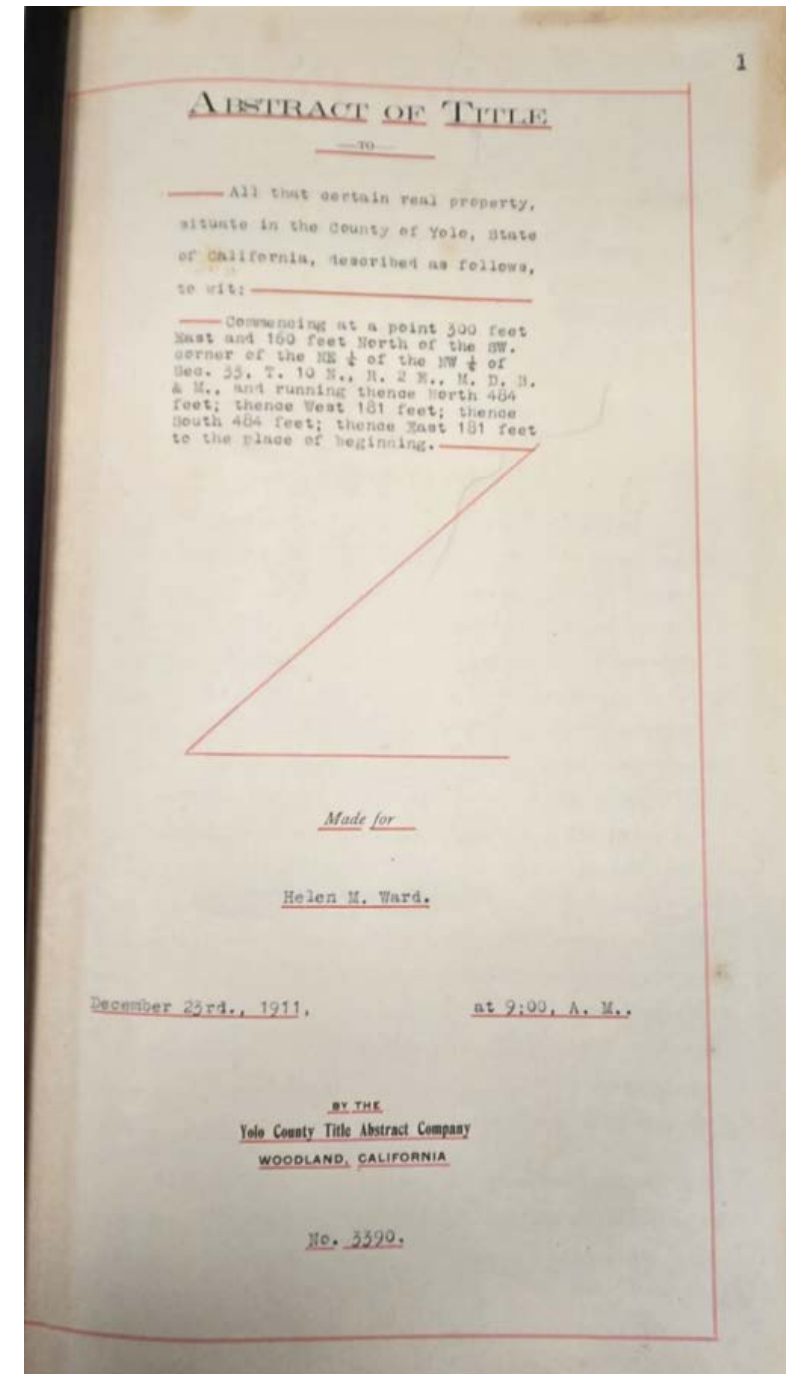 1
ABSTRACT OF TITLE
TO
All that certain real property,
situate in the County of Yolo, State
of California, described as follows,
to wit:
Commencing at a point 300 feet
East and 160 feet North of the SW.
corner of the NE ¼ of the NW ¼ of
Sec. 33, T. 10 N., R. 2 E., M. D. B.
& M., and running thence North 484
feet; thence West 181 feet; thence
South 484 feet; thence East 181 feet
to the place of beginning.
Made for
Helen M. Ward.
December 23rd., 1911, at 9:00, A. M..
BY THE
Yolo County Title Abstract Company
WOODLAND, CALIFORNIA
No. 3390.